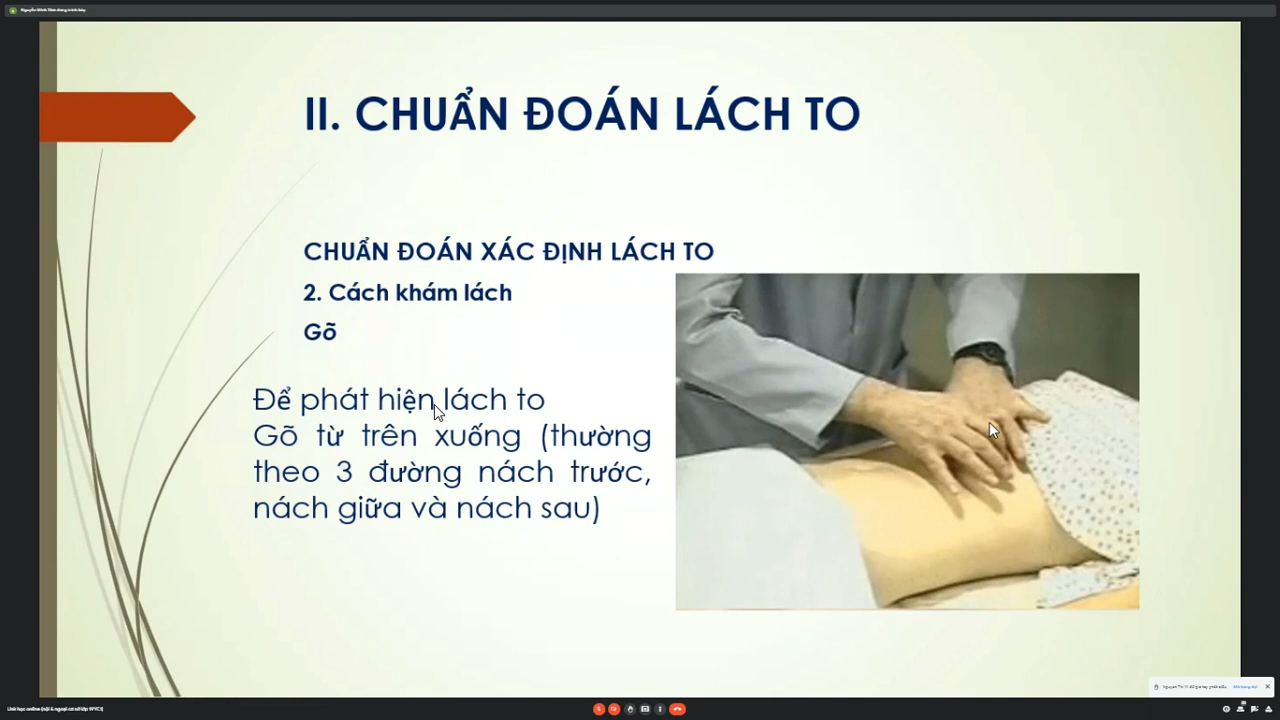 II. CHUẨN ĐOÁN LÁCH TO
CHUẨN ĐOÁN XÁC ĐỊNH LÁCH TO
2. Cách khám lách
Gõ
Để phát hiện lách to
Gõ từ trên xuống (thường
theo 3 đường nách trước,
nách giữa và nách sau)